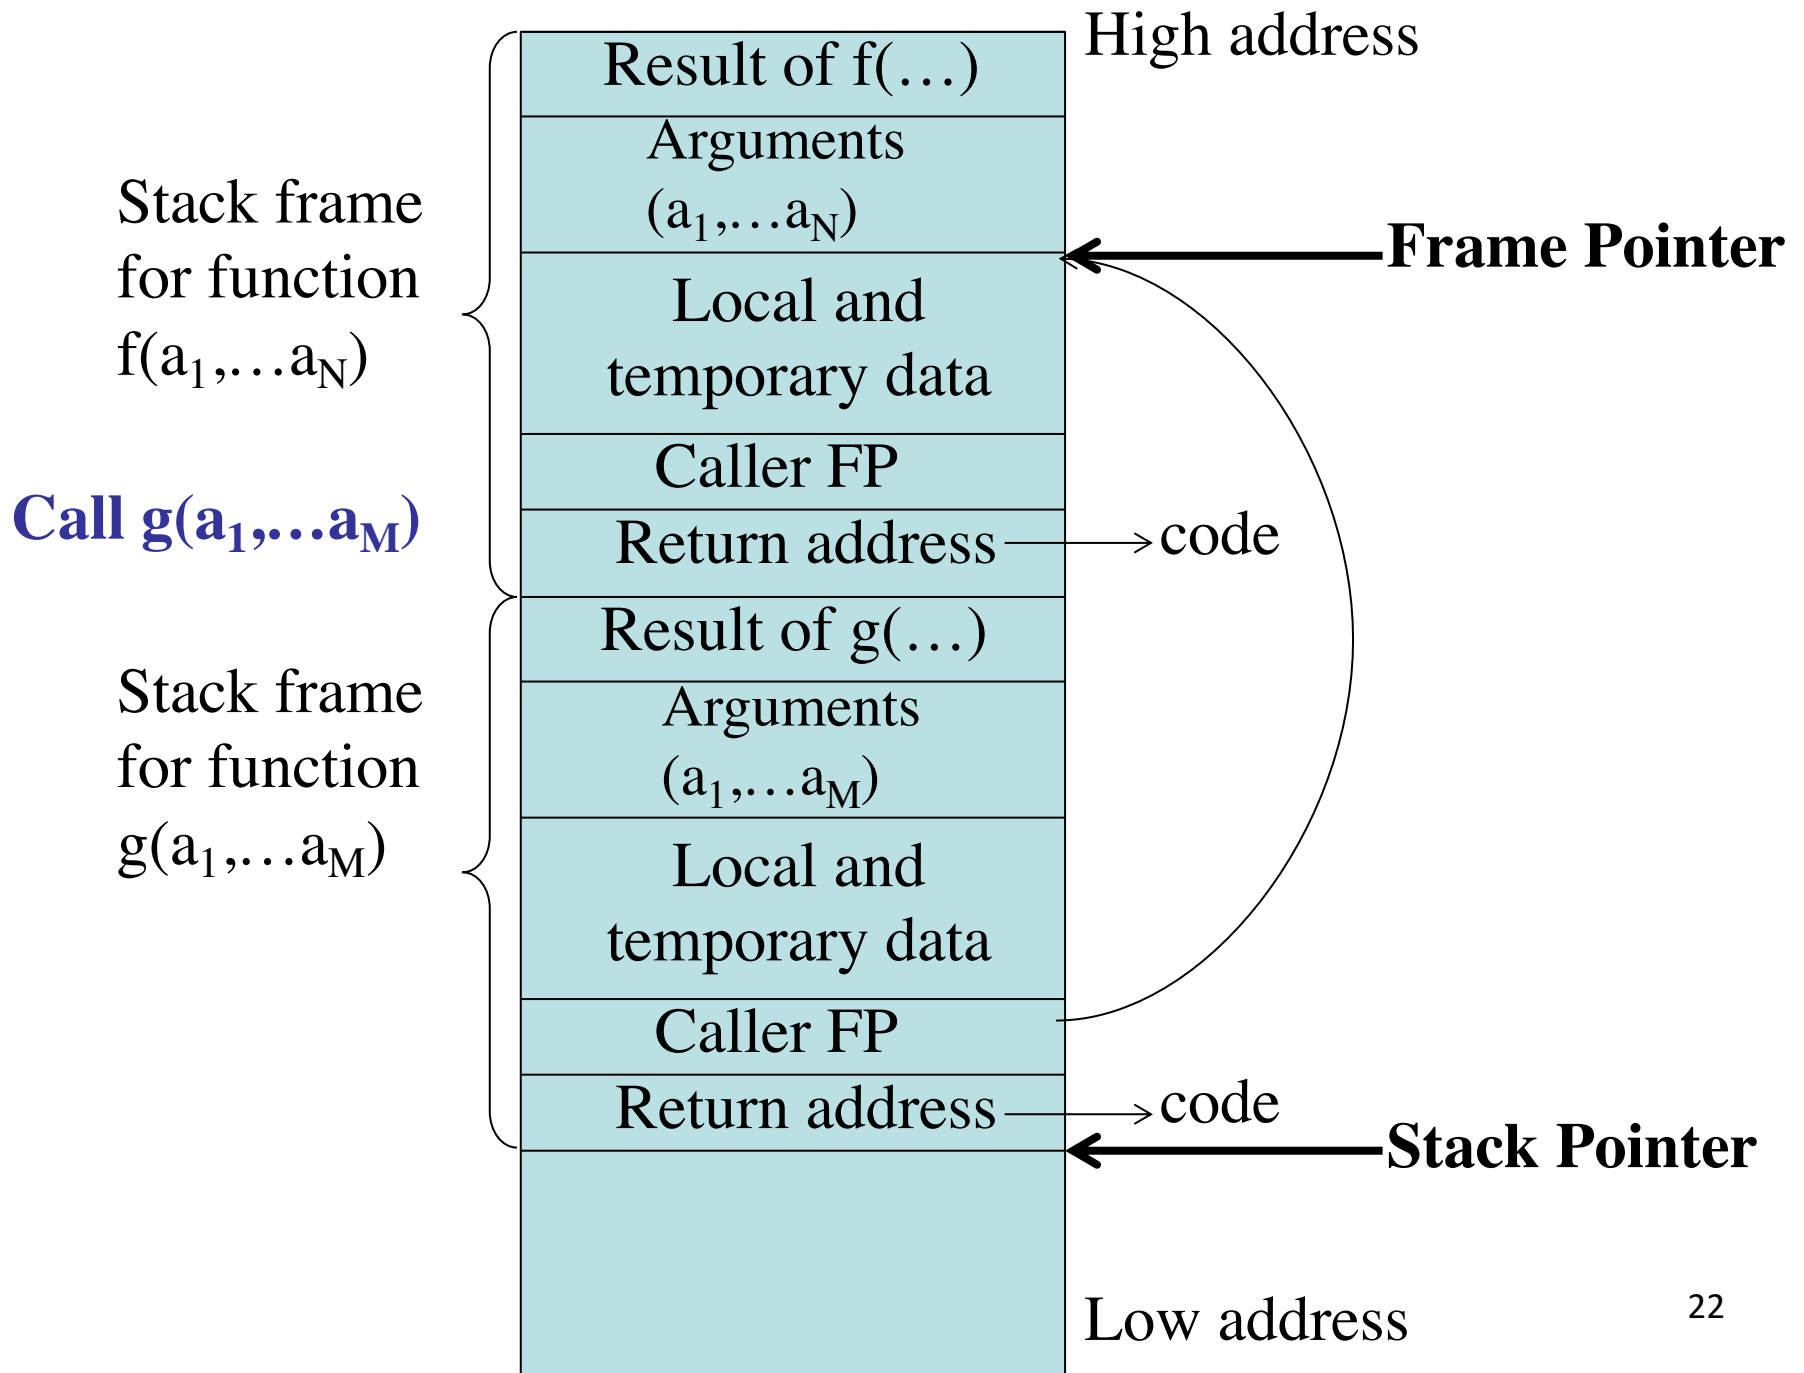 High address
Result of f(…)
Arguments
(a₁,…aN)
Stack frame
for function
f(a₁,…aN)
Frame Pointer
Local and
temporary data
Caller FP
Call g(a₁,…aM)
Return address
code
Result of g(…)
Stack frame
for function
g(a₁,…aM)
Arguments
(a₁,…aM)
Local and
temporary data
Caller FP
Return address
code
Stack Pointer
Low address
22